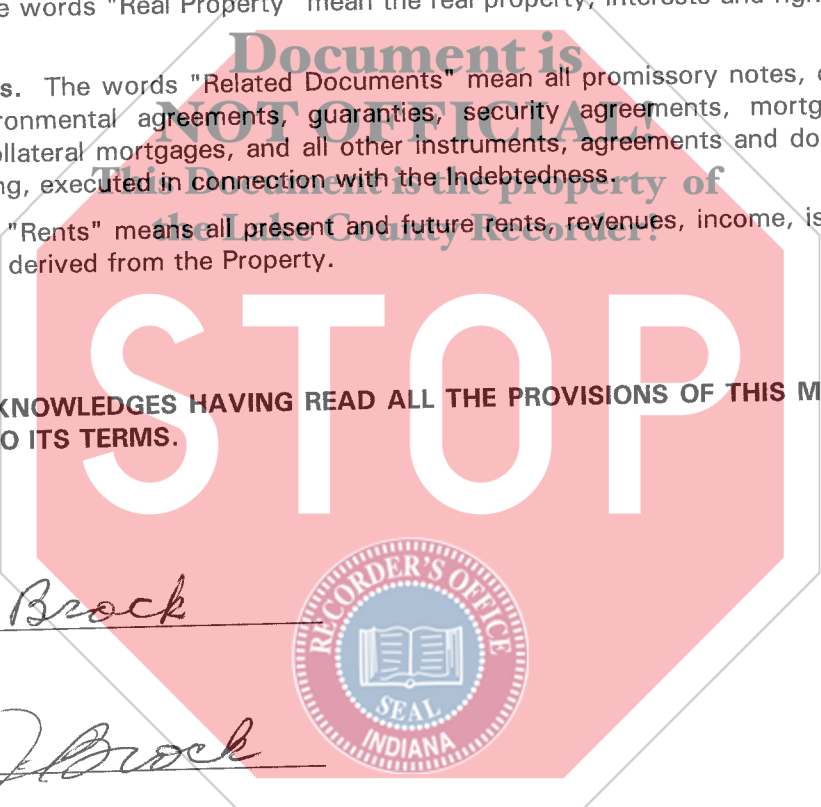 e words "Real Property" mean the real property, interests and righ
Document is
s. The words "Related Documents" mean all promissory notes,
ronmental agreements, guaranties, security agreements, mortg
NOT OFFICIAL!
ollateral mortgages, and all other instruments, agreements and do
ng, executed in connection with the Indebtedness.
This Document is the property of
"Rents" means all present and future rents, revenues, income, is
the Lake County Recorder!
derived from the Property.
STOP
KNOWLEDGES HAVING READ ALL THE PROVISIONS OF THIS M
O ITS TERMS.
RECORDER'S OFFICE
Brock
SEAL
INDIANA
J Brock